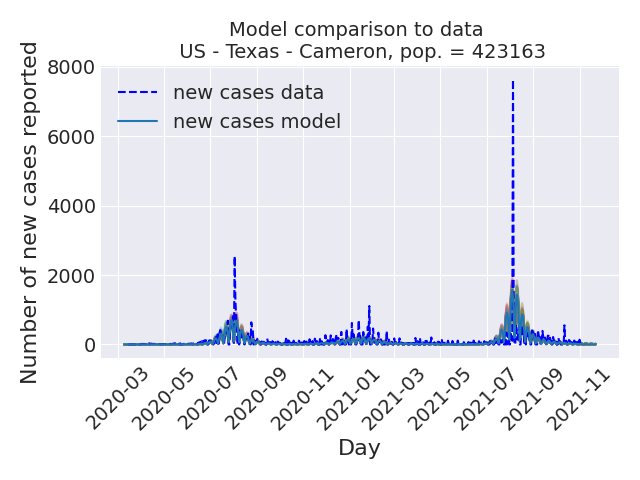 Model comparison to data
US - Texas - Cameron, pop. = 423163
Number of new cases reported
8000
6000
4000
2000
0
new cases data
new cases model
2020-03
2020-05
2020-07
2020-09
2020-11
2021-01
2021-03
2021-05
2021-07
2021-09
2021-11
Day